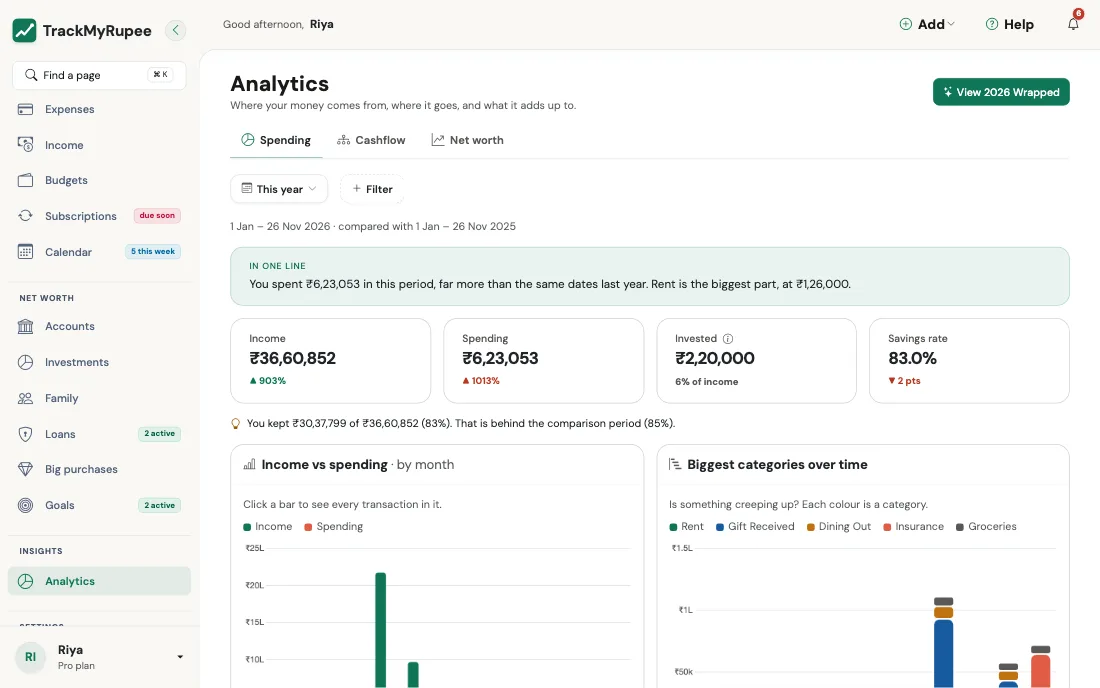 TrackMyRupee
Find a page
⌘ K
Expenses
Income
Budgets
Subscriptions due soon
Calendar 5 this week
NET WORTH
Accounts
Investments
Family
Loans 2 active
Big purchases
Goals 2 active
INSIGHTS
Analytics
SETTINGS
RI
Riya
Pro plan
Good afternoon, Riya
Add
Help
6
Analytics
Where your money comes from, where it goes, and what it adds up to.
View 2026 Wrapped
Spending Cashflow Net worth
This year + Filter
1 Jan – 26 Nov 2026 · compared with 1 Jan – 26 Nov 2025
IN ONE LINE
You spent ₹6,23,053 in this period, far more than the same dates last year. Rent is the biggest part, at ₹1,26,000.
Income
₹36,60,852
▲ 903%
Spending
₹6,23,053
▲ 1013%
Invested
₹2,20,000
6% of income
Savings rate
83.0%
▼ 2 pts
You kept ₹30,37,799 of ₹36,60,852 (83%). That is behind the comparison period (85%).
Income vs spending · by month
Click a bar to see every transaction in it.
Income Spending
₹25L
₹20L
₹15L
₹10L
Biggest categories over time
Is something creeping up? Each colour is a category.
Rent Gift Received Dining Out Insurance Groceries
₹1.5L
₹1L
₹50k